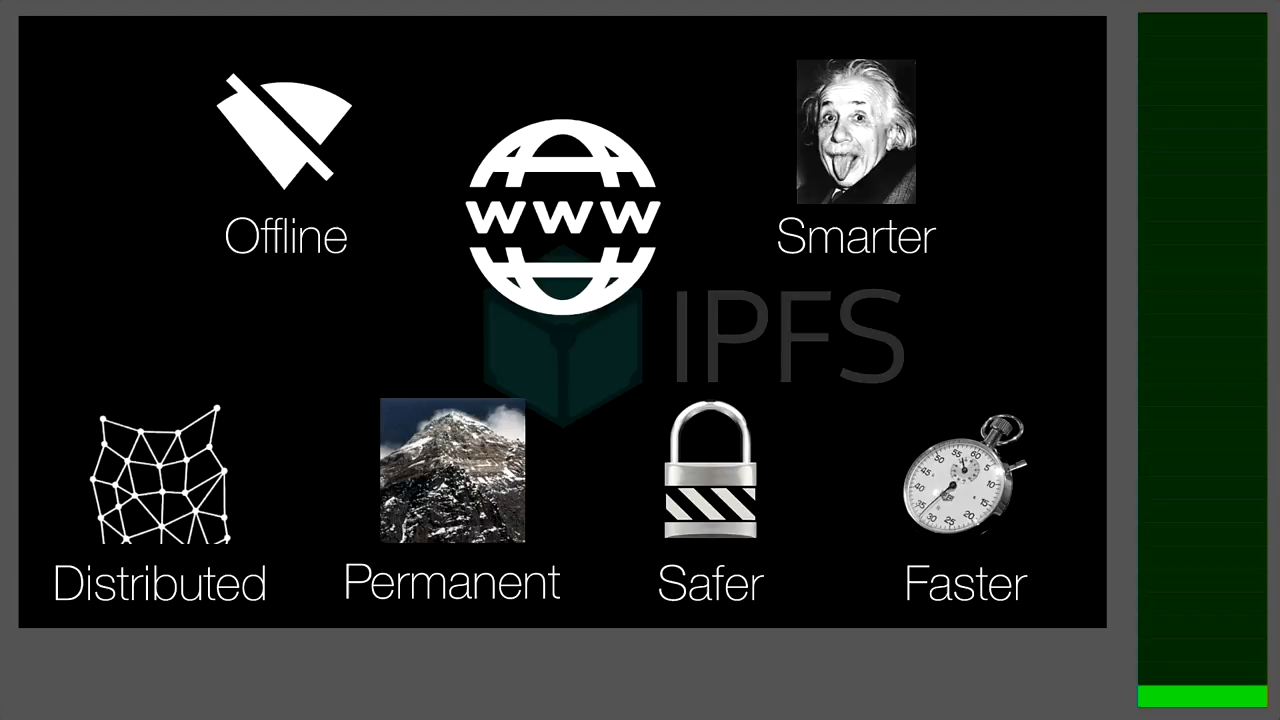 Offline
www
Smarter
IPFS
Distributed
Permanent
Safer
Faster